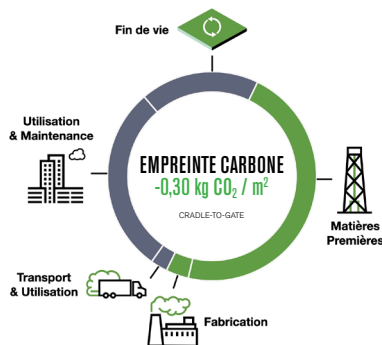 Fin de vie
Utilisation
& Maintenance
EMPREINTE CARBONE
-0,30 kg CO₂ / m²
CRADLE-TO-GATE
Matières
Premières
Transport
& Utilisation
Fabrication